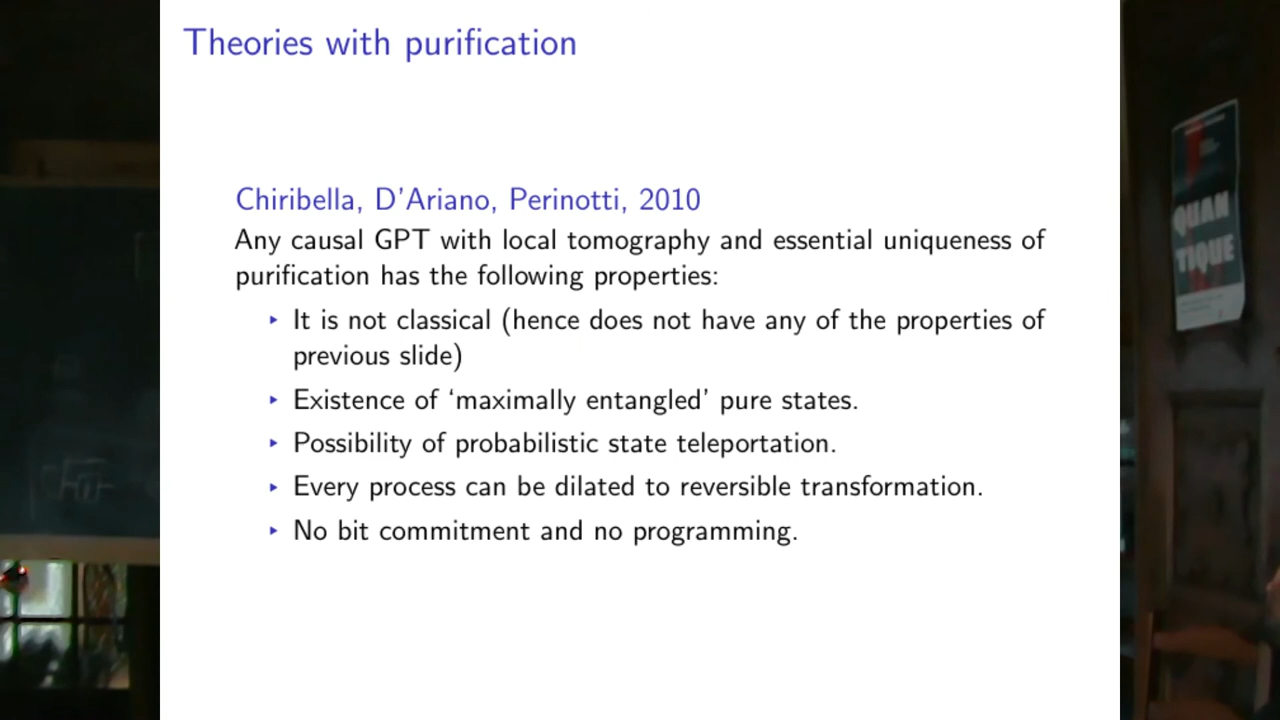 Theories with purification
Chiribella, D'Ariano, Perinotti, 2010
Any causal GPT with local tomography and essential uniqueness of
purification has the following properties:
‣ It is not classical (hence does not have any of the properties of
previous slide)
‣ Existence of ‘maximally entangled’ pure states.
‣ Possibility of probabilistic state teleportation.
‣ Every process can be dilated to reversible transformation.
‣ No bit commitment and no programming.
QUAN
TIQUE